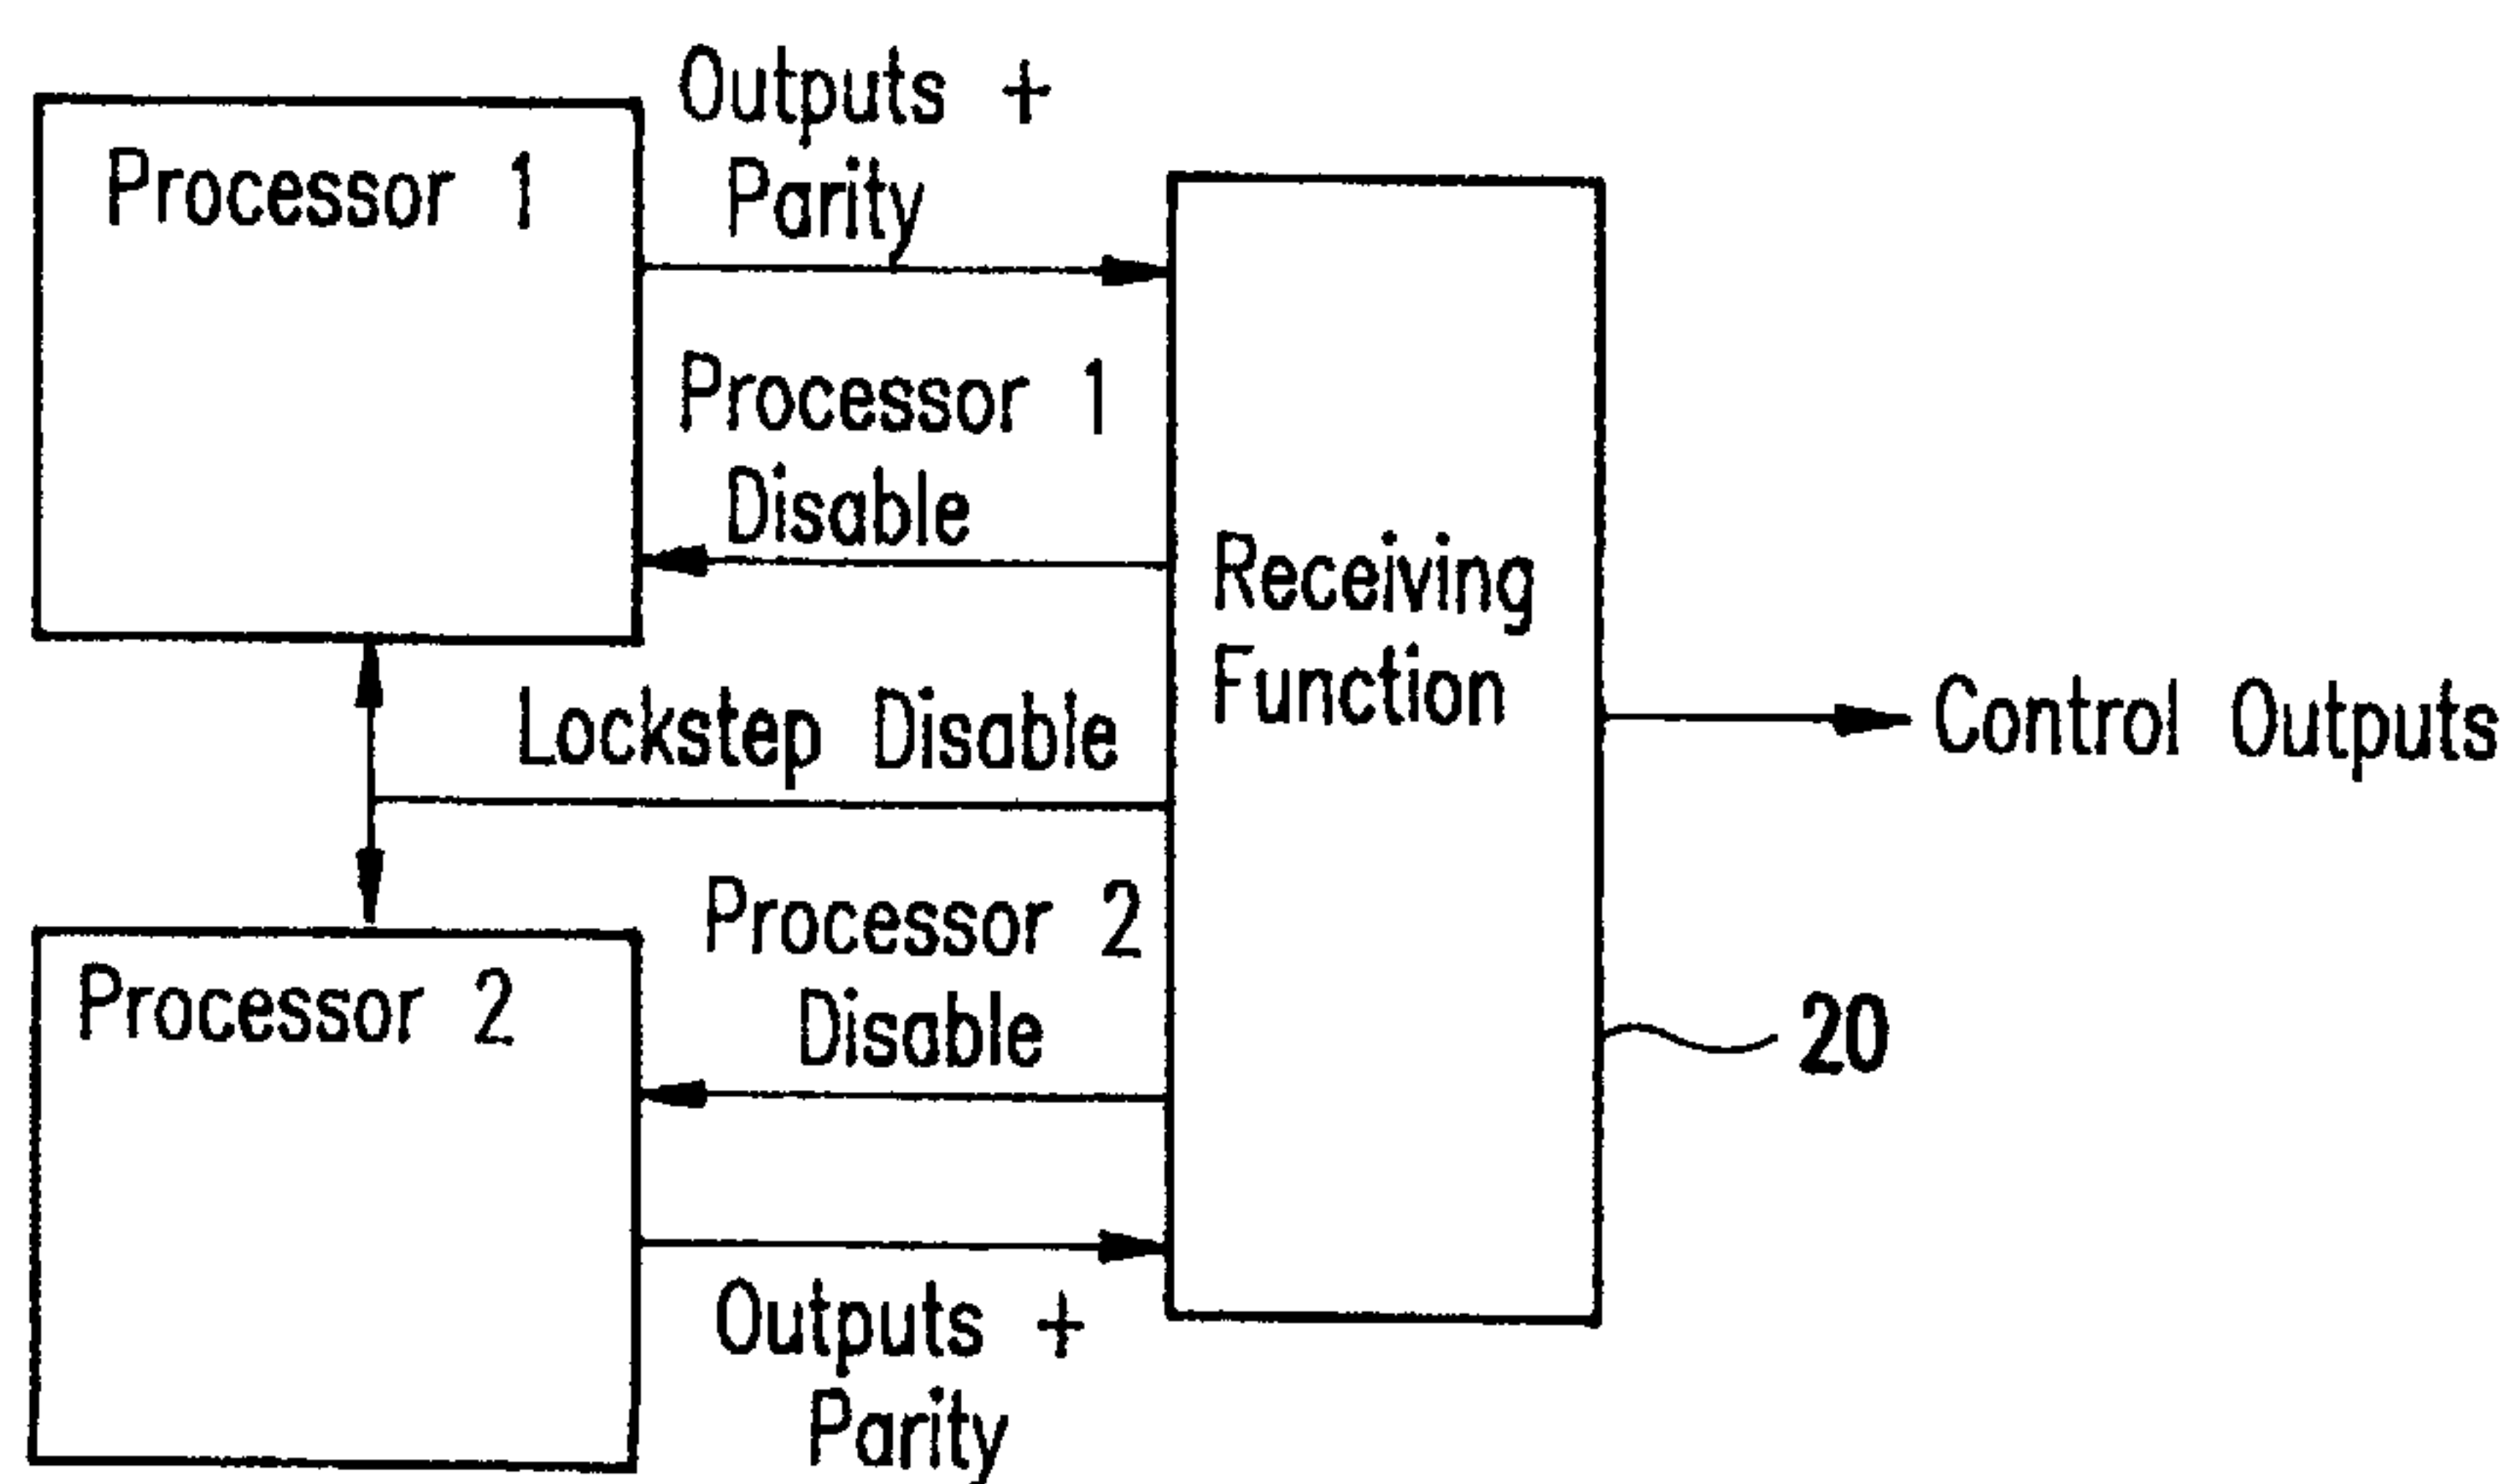 Outputs +
Parity
Processor 1
Processor 1
Disable
Receiving
Function
Lockstep Disable
Control Outputs
Processor 2
Disable
Processor 2
20
Outputs +
Parity